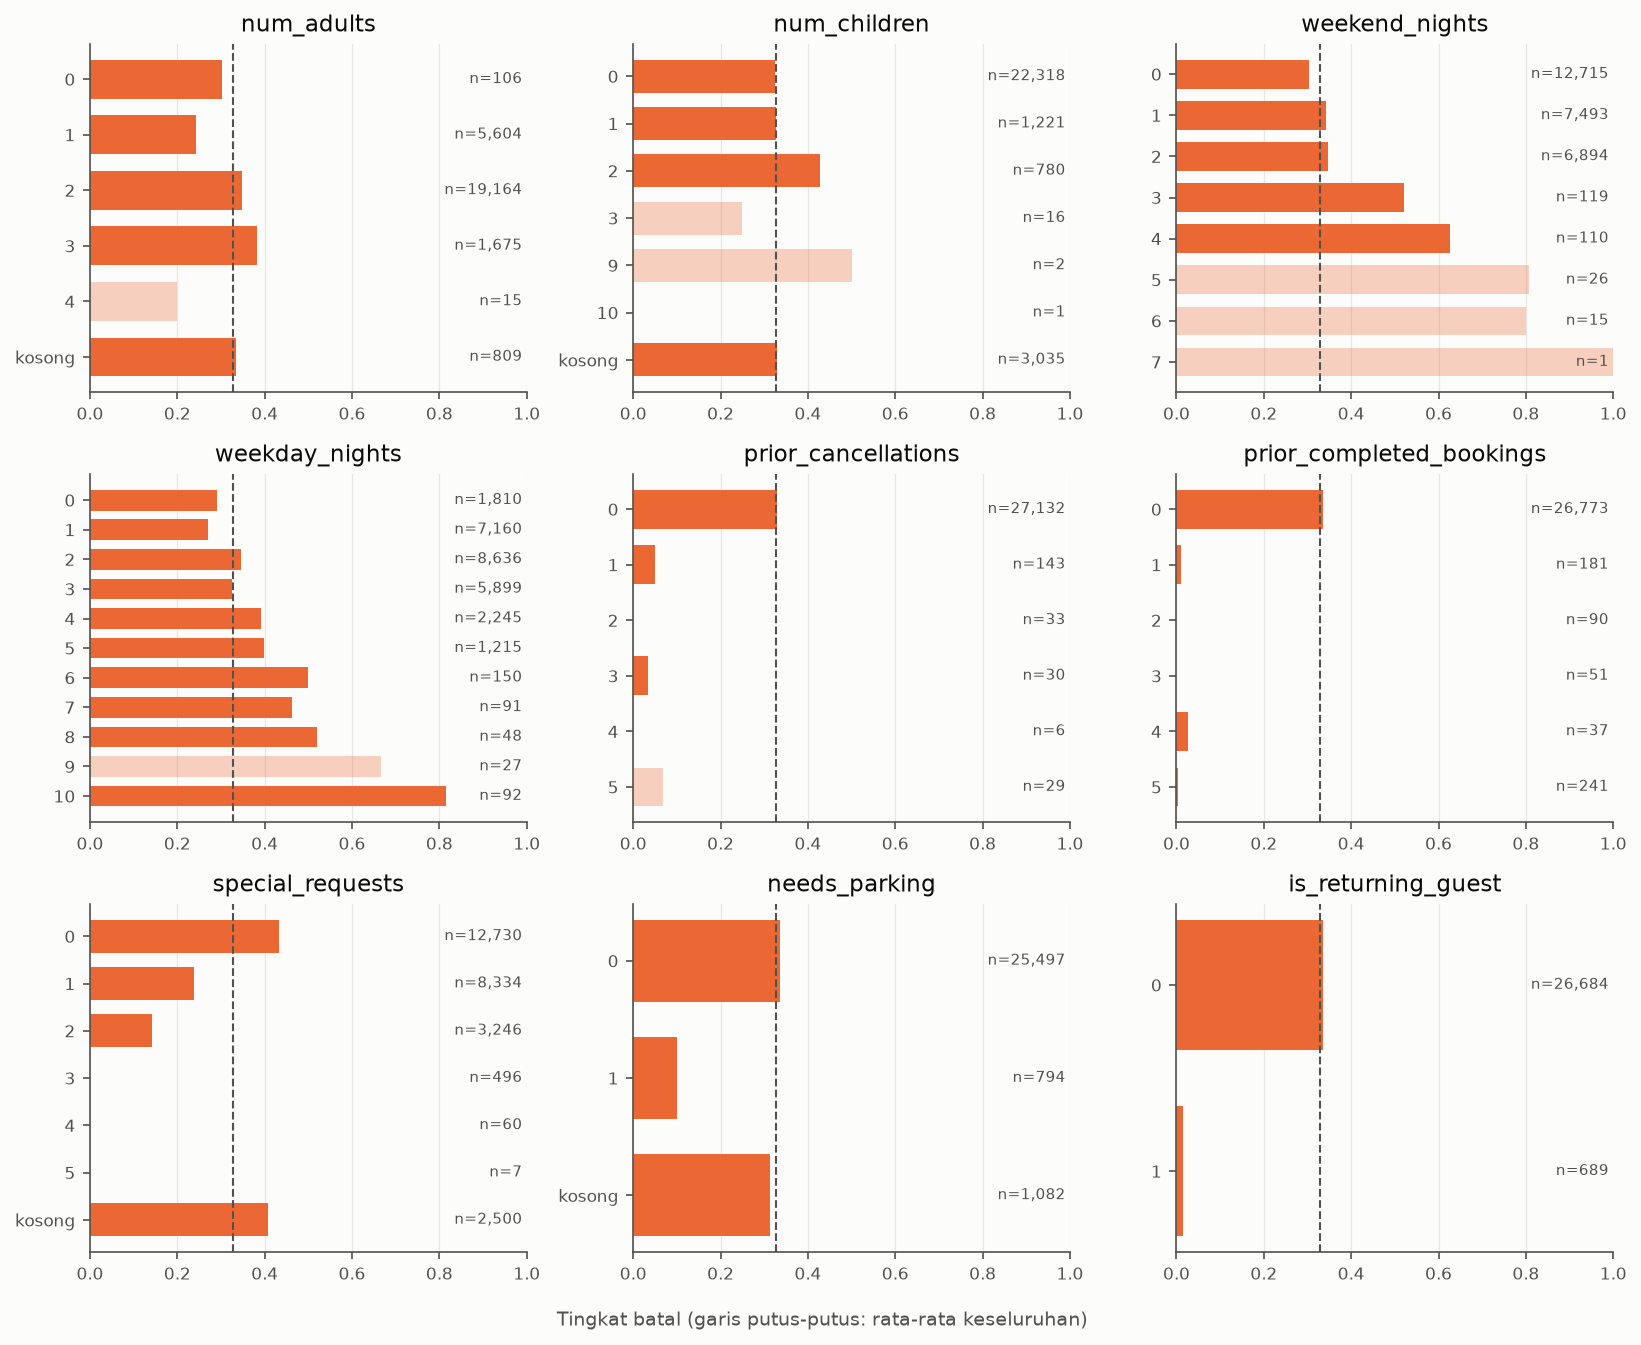 num_adults
0
n=106
1
n=5,604
2
n=19,164
3
n=1,675
4
n=15
kosong
n=809
0.0 0.2 0.4 0.6 0.8 1.0
num_children
0
n=22,318
1
n=1,221
2
n=780
3
n=16
9
n=2
10
n=1
kosong
n=3,035
0.0 0.2 0.4 0.6 0.8 1.0
weekend_nights
0
n=12,715
1
n=7,493
2
n=6,894
3
n=119
4
n=110
5
n=26
6
n=15
7
n=1
0.0 0.2 0.4 0.6 0.8 1.0
weekday_nights
0
n=1,810
1
n=7,160
2
n=8,636
3
n=5,899
4
n=2,245
5
n=1,215
6
n=150
7
n=91
8
n=48
9
n=27
10
n=92
0.0 0.2 0.4 0.6 0.8 1.0
prior_cancellations
0
n=27,132
1
n=143
2
n=33
3
n=30
4
n=6
5
n=29
0.0 0.2 0.4 0.6 0.8 1.0
prior_completed_bookings
0
n=26,773
1
n=181
2
n=90
3
n=51
4
n=37
5
n=241
0.0 0.2 0.4 0.6 0.8 1.0
special_requests
0
n=12,730
1
n=8,334
2
n=3,246
3
n=496
4
n=60
5
n=7
kosong
n=2,500
0.0 0.2 0.4 0.6 0.8 1.0
needs_parking
0
n=25,497
1
n=794
kosong
n=1,082
0.0 0.2 0.4 0.6 0.8 1.0
is_returning_guest
0
n=26,684
1
n=689
0.0 0.2 0.4 0.6 0.8 1.0
Tingkat batal (garis putus-putus: rata-rata keseluruhan)